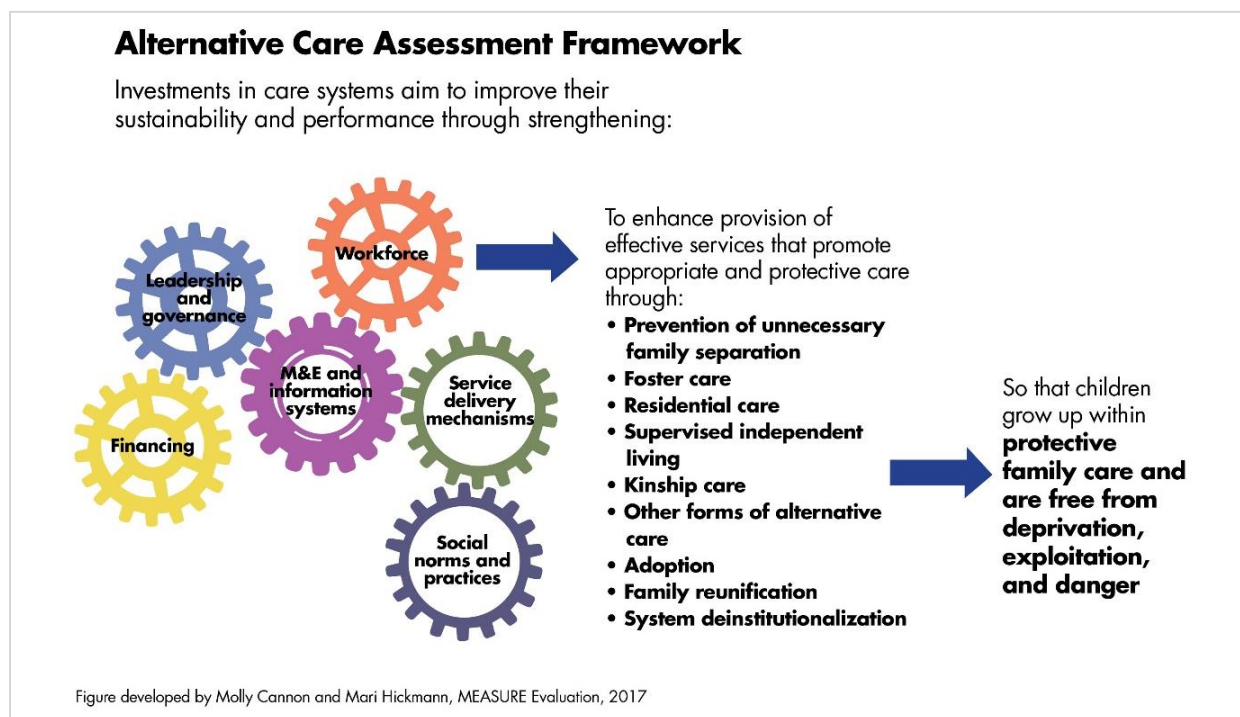 Alternative Care Assessment Framework
Investments in care systems aim to improve their
sustainability and performance through strengthening:
Workforce
Leadership
and
governance
M&E and
information
systems
Service
delivery
mechanisms
Financing
Social
norms and
practices
To enhance provision of
effective services that promote
appropriate and protective care
through:
• Prevention of unnecessary
family separation
• Foster care
• Residential care
• Supervised independent
living
• Kinship care
• Other forms of alternative
care
• Adoption
• Family reunification
• System deinstitutionalization
So that children
grow up within
protective
family care and
are free from
deprivation,
exploitation,
and danger
Figure developed by Molly Cannon and Mari Hickmann, MEASURE Evaluation, 2017